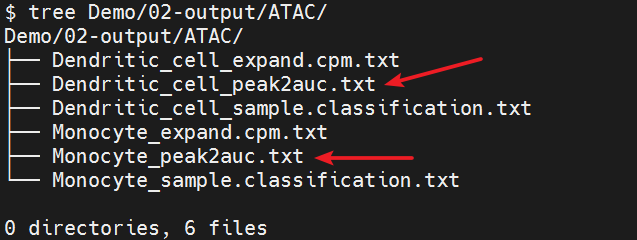 $ tree Demo/02-output/ATAC/
Demo/02-output/ATAC/
├── Dendritic_cell_expand.cpm.txt
├── Dendritic_cell_peak2auc.txt
├── Dendritic_cell_sample.classification.txt
├── Monocyte_expand.cpm.txt
├── Monocyte_peak2auc.txt
└── Monocyte_sample.classification.txt
0 directories, 6 files